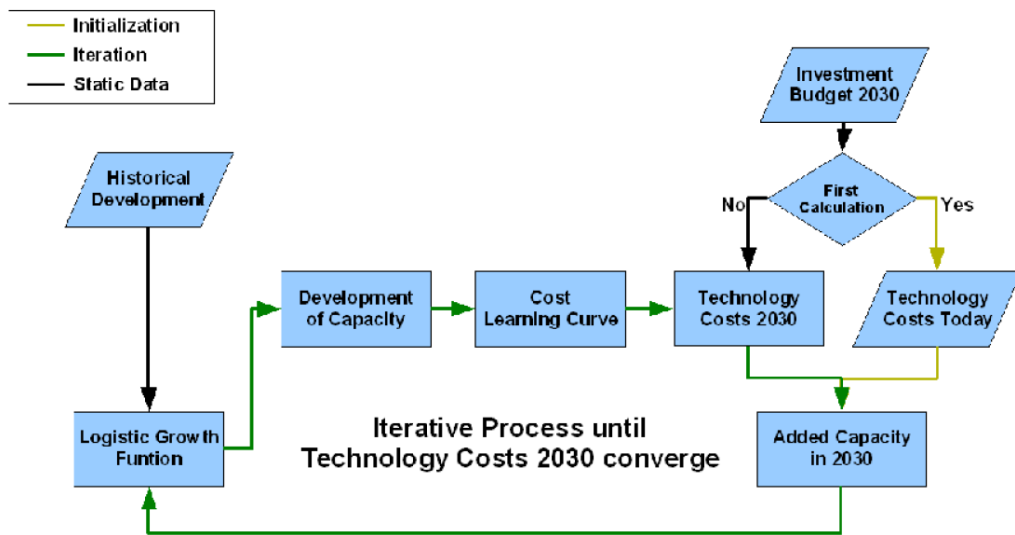 Initialization
Iteration
Static Data
Investment
Budget 2030
Historical
Development
First
Calculation
No
Yes
Development
of Capacity
Cost
Learning Curve
Technology
Costs 2030
Technology
Costs Today
Logistic Growth
Funtion
Iterative Process until
Technology Costs 2030 converge
Added Capacity
in 2030